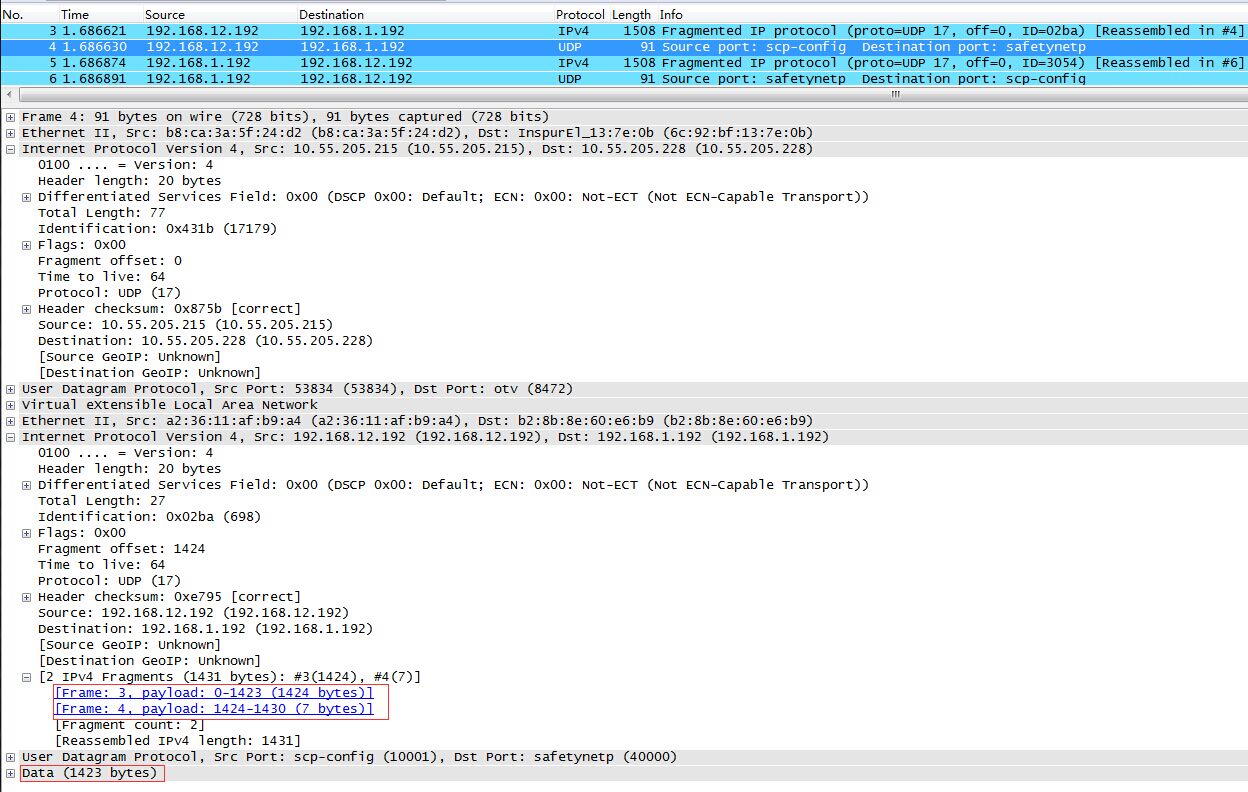 No. Time Source Destination Protocol Length Info
3 1.686621 192.168.12.192 192.168.1.192 IPv4 1508 Fragmented IP protocol (proto=UDP 17, off=0, ID=02ba) [Reassembled in #4]
4 1.686630 192.168.12.192 192.168.1.192 UDP 91 Source port: scp-config Destination port: safetynetp
5 1.686874 192.168.1.192 192.168.12.192 IPv4 1508 Fragmented IP protocol (proto=UDP 17, off=0, ID=3054) [Reassembled in #6]
6 1.686891 192.168.1.192 192.168.12.192 UDP 91 Source port: safetynetp Destination port: scp-config
Frame 4: 91 bytes on wire (728 bits), 91 bytes captured (728 bits)
Ethernet II, Src: b8:ca:3a:5f:24:d2 (b8:ca:3a:5f:24:d2), Dst: InspurEl_13:7e:0b (6c:92:bf:13:7e:0b)
Internet Protocol Version 4, Src: 10.55.205.215 (10.55.205.215), Dst: 10.55.205.228 (10.55.205.228)
0100 .... = Version: 4
Header length: 20 bytes
Differentiated Services Field: 0x00 (DSCP 0x00: Default; ECN: 0x00: Not-ECT (Not ECN-Capable Transport))
Total Length: 77
Identification: 0x431b (17179)
Flags: 0x00
Fragment offset: 0
Time to live: 64
Protocol: UDP (17)
Header checksum: 0x875b [correct]
Source: 10.55.205.215 (10.55.205.215)
Destination: 10.55.205.228 (10.55.205.228)
[Source GeoIP: Unknown]
[Destination GeoIP: Unknown]
User Datagram Protocol, Src Port: 53834 (53834), Dst Port: otv (8472)
Virtual eXtensible Local Area Network
Ethernet II, Src: a2:36:11:af:b9:a4 (a2:36:11:af:b9:a4), Dst: b2:8b:8e:60:e6:b9 (b2:8b:8e:60:e6:b9)
Internet Protocol Version 4, Src: 192.168.12.192 (192.168.12.192), Dst: 192.168.1.192 (192.168.1.192)
0100 .... = Version: 4
Header length: 20 bytes
Differentiated Services Field: 0x00 (DSCP 0x00: Default; ECN: 0x00: Not-ECT (Not ECN-Capable Transport))
Total Length: 27
Identification: 0x02ba (698)
Flags: 0x00
Fragment offset: 1424
Time to live: 64
Protocol: UDP (17)
Header checksum: 0xe795 [correct]
Source: 192.168.12.192 (192.168.12.192)
Destination: 192.168.1.192 (192.168.1.192)
[Source GeoIP: Unknown]
[Destination GeoIP: Unknown]
[2 IPv4 Fragments (1431 bytes): #3(1424), #4(7)]
[Frame: 3, payload: 0-1423 (1424 bytes)]
[Frame: 4, payload: 1424-1430 (7 bytes)]
[Fragment count: 2]
[Reassembled IPv4 length: 1431]
User Datagram Protocol, Src Port: scp-config (10001), Dst Port: safetynetp (40000)
Data (1423 bytes)